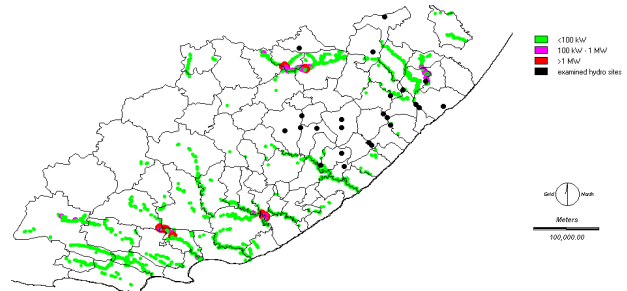 <100 kW
100 kW - 1 MW
>1 MW
examined hydro sites
Grid North
Meters
100,000.00